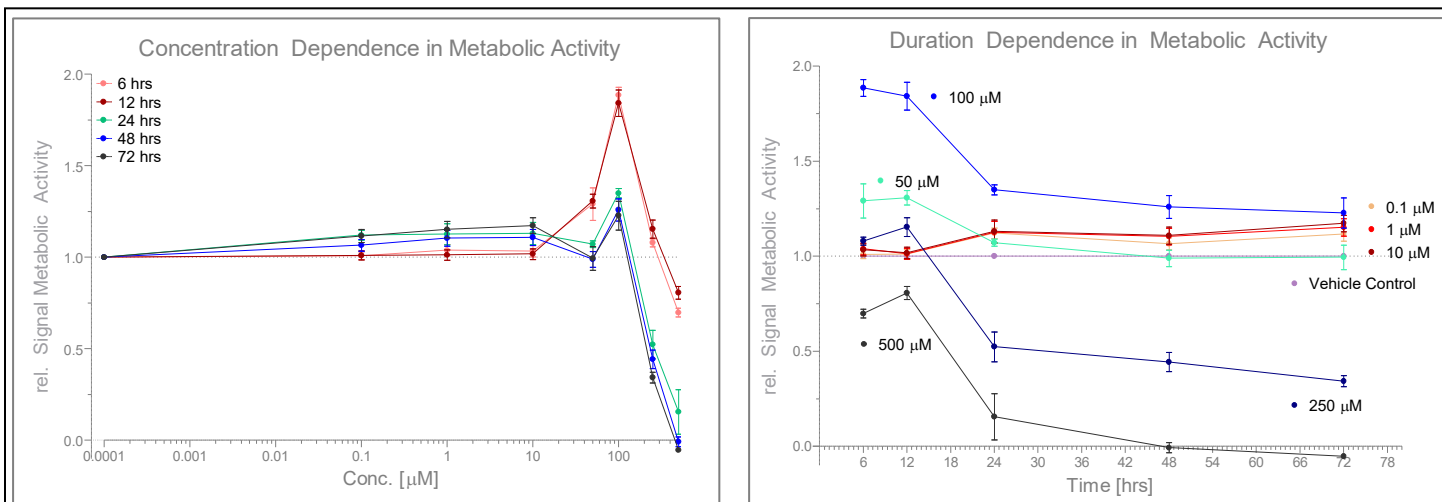 Concentration Dependence in Metabolic Activity
rel. Signal Metabolic Activity
2.0
1.5
1.0
0.5
0.0
6 hrs
12 hrs
24 hrs
48 hrs
72 hrs
0.0001 0.001 0.01 0.1 1 10 100
Conc. [μM]
Duration Dependence in Metabolic Activity
rel. Signal Metabolic Activity
2.0
1.5
1.0
0.5
0.0
100 μM
50 μM
0.1 μM
1 μM
10 μM
Vehicle Control
500 μM
250 μM
6 12 24 30 36 42 48 54 60 66 72 78
Time [hrs]